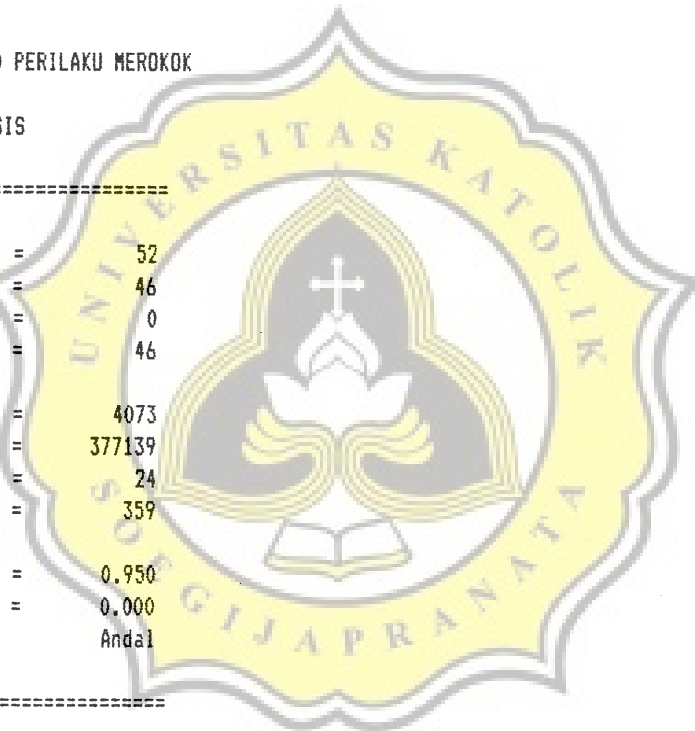 PERILAKU MEROKOK
SIS
====================
= 52
= 46
= 0
= 46
= 4073
= 377139
= 24
= 359
= 0.950
= 0.000
Andal
====================
UNIVERSITAS KATOLIK
SOEGIJAPRANATA